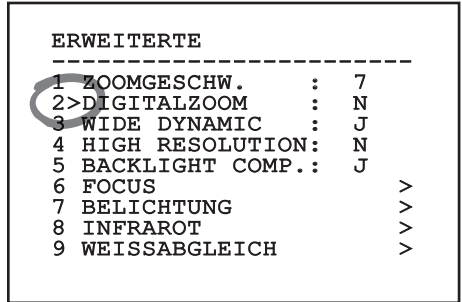 ERWEITERTE
-------------------------
1 ZOOMGESCHW. : 7
2>DIGITALZOOM : N
3 WIDE DYNAMIC : J
4 HIGH RESOLUTION: N
5 BACKLIGHT COMP.: J
6 FOCUS >
7 BELICHTUNG >
8 INFRAROT >
9 WEISSABGLEICH >